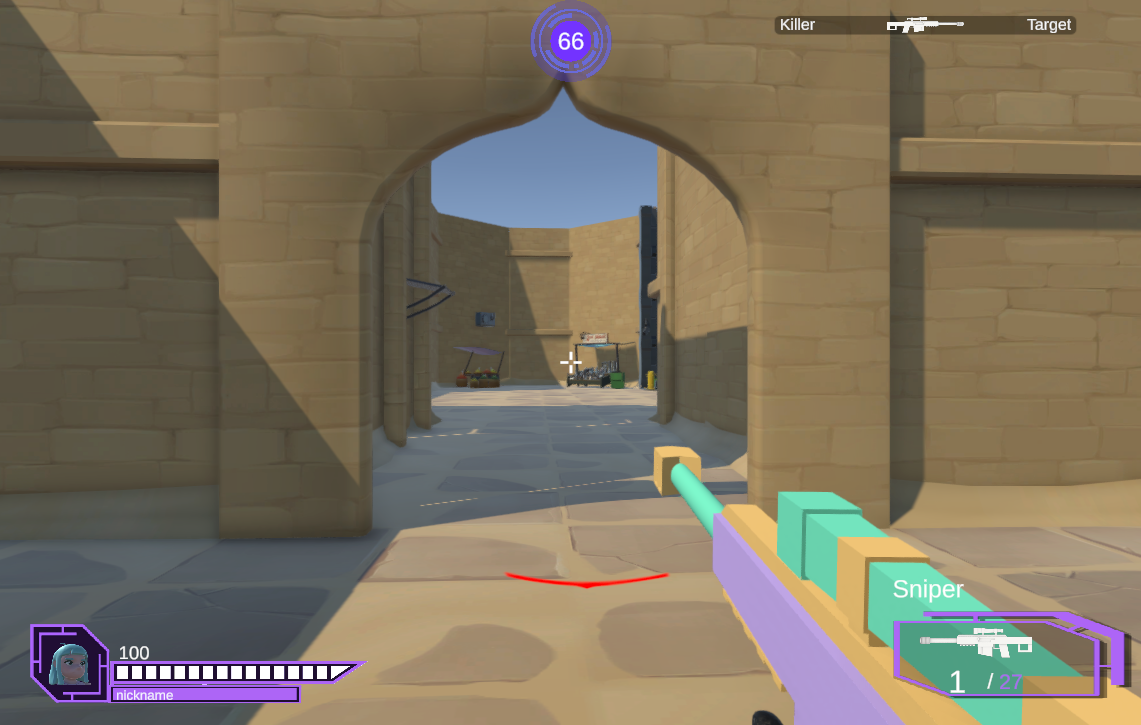 66
Killer Target
Sniper
100
nickname
1 / 27